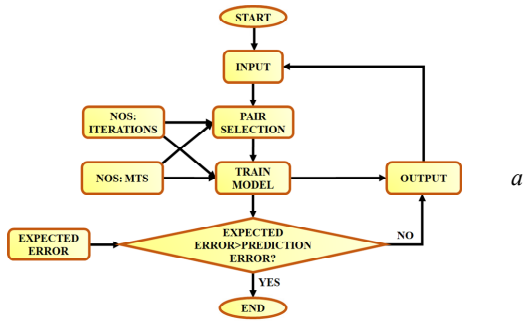 START
INPUT
NOS:
ITERATIONS
PAIR
SELECTION
NOS: MTS
TRAIN
MODEL
OUTPUT
a
EXPECTED
ERROR
EXPECTED
ERROR>PREDICTION
ERROR?
NO
YES
END